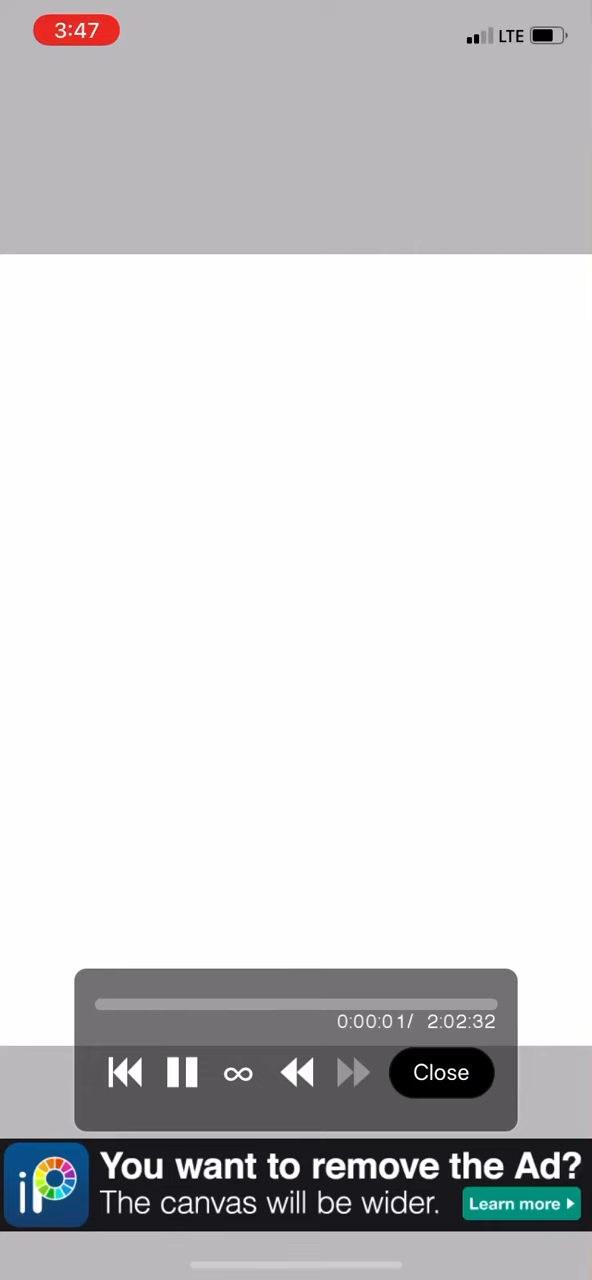 3:47
LTE
0:00:01/ 2:02:32
Close
iP
You want to remove the Ad?
The canvas will be wider.
Learn more